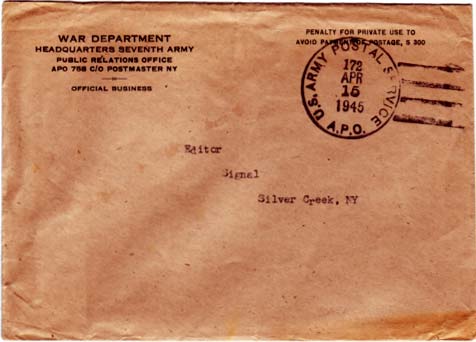 WAR DEPARTMENT
HEADQUARTERS SEVENTH ARMY
PUBLIC RELATIONS OFFICE
APO 758 C/O POSTMASTER NY
OFFICIAL BUSINESS
PENALTY FOR PRIVATE USE TO
AVOID PAYMENT OF POSTAGE, $ 300
U.S. ARMY POSTAL SERVICE
172
APR
15
1945
A.P.O.
Editor
Signal
Silver Creek, NY